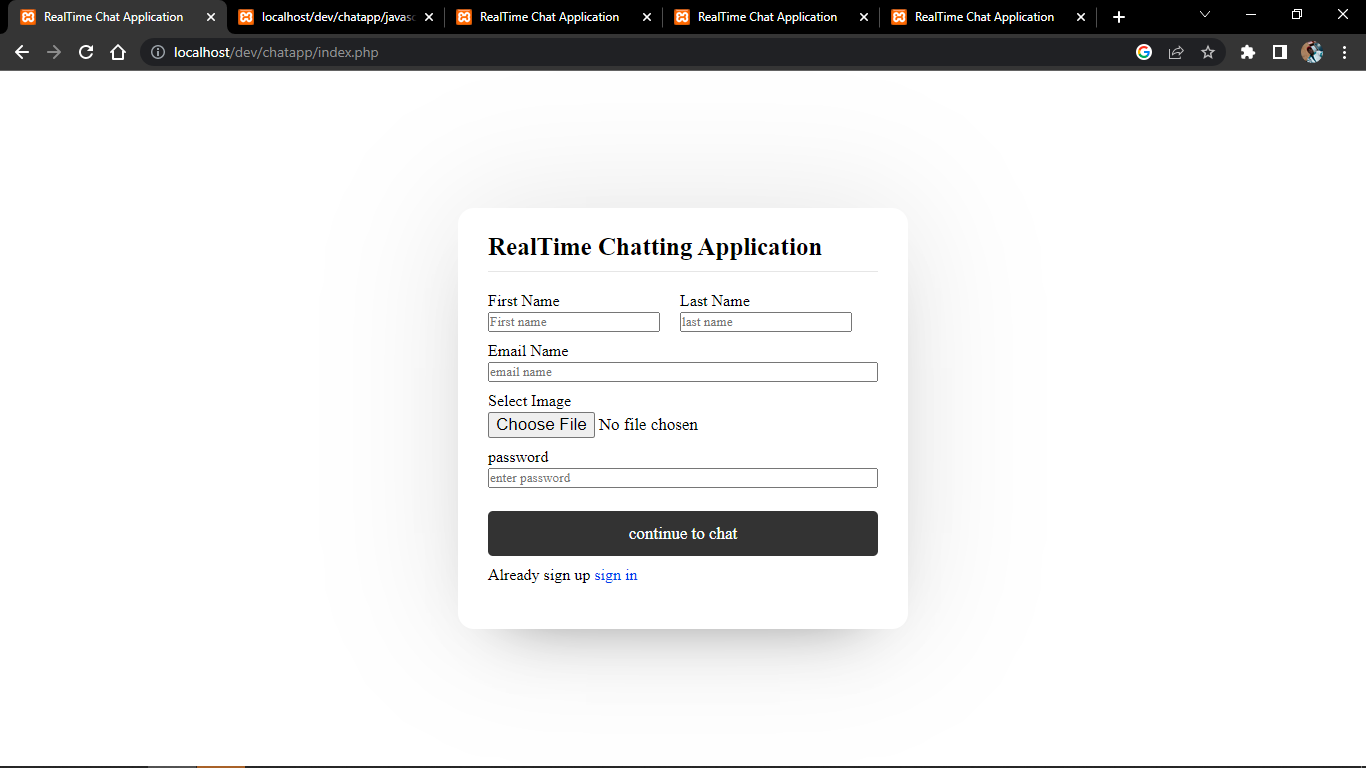 RealTime Chat Application
localhost/dev/chatapp/javasc
RealTime Chat Application
RealTime Chat Application
RealTime Chat Application
localhost/dev/chatapp/index.php
RealTime Chatting Application
First Name Last Name
First name last name
Email Name
email name
Select Image
Choose File No file chosen
password
enter password
continue to chat
Already sign up sign in